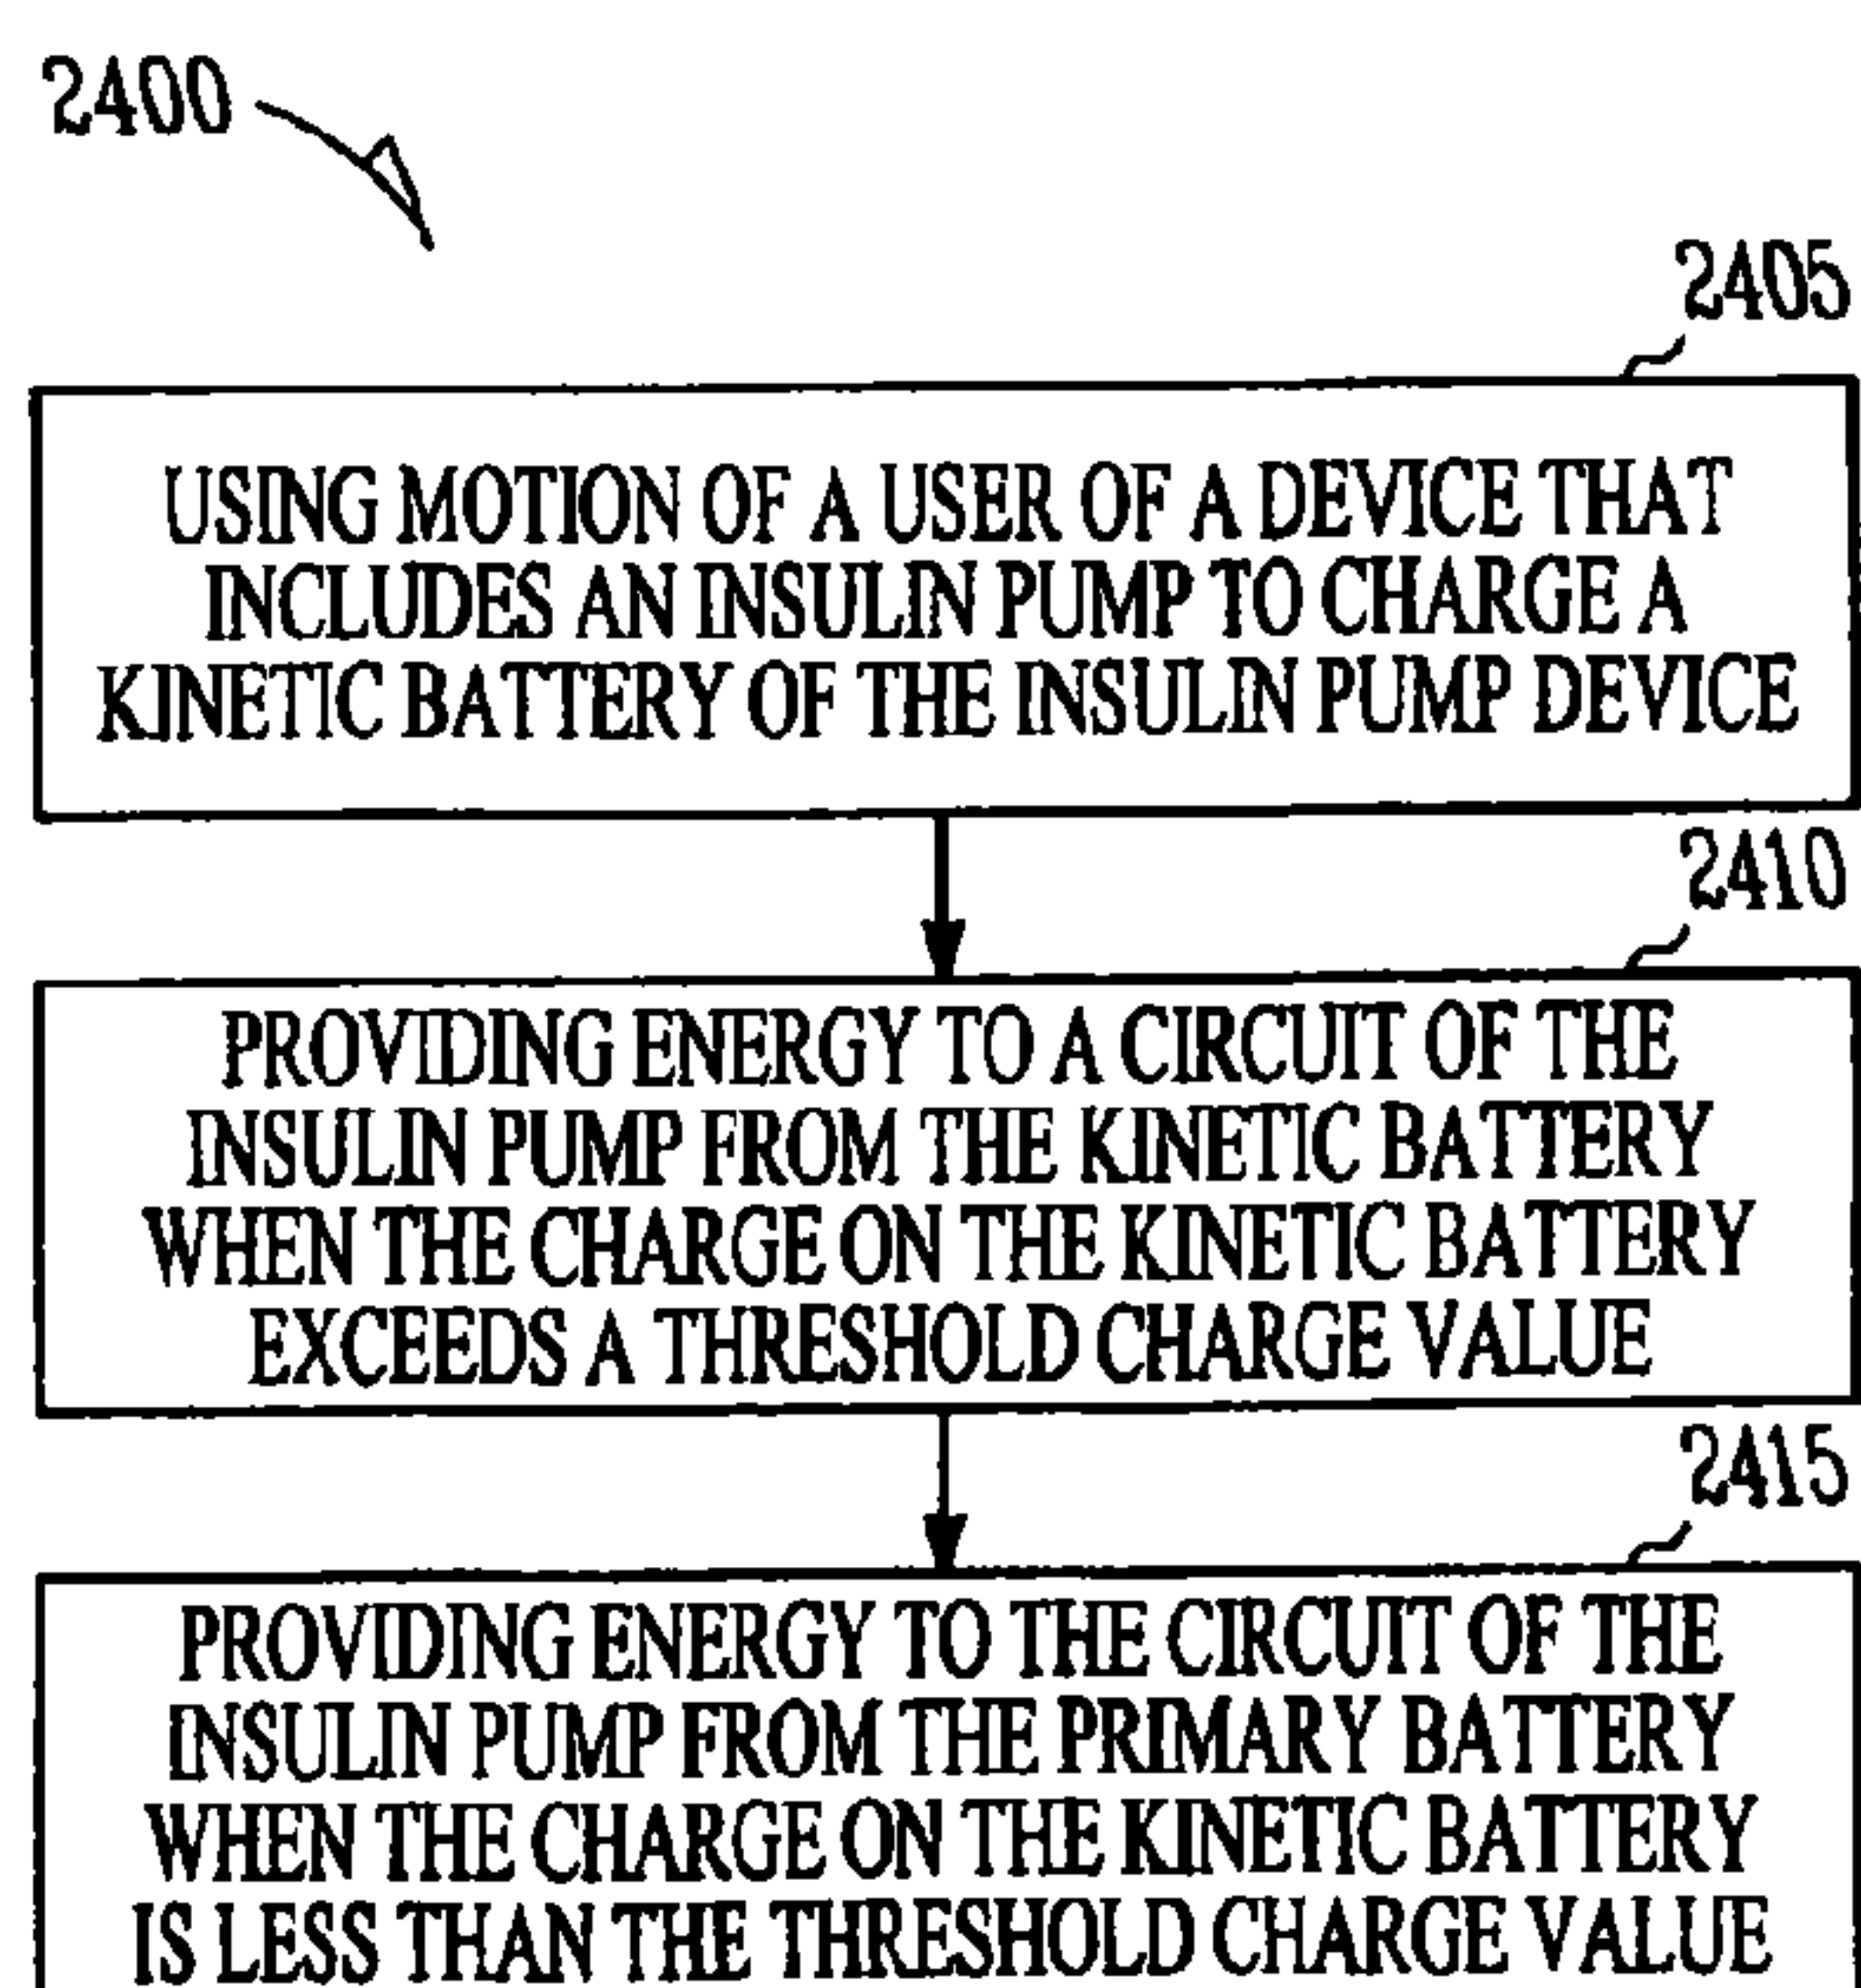 2400
2405
USING MOTION OF A USER OF A DEVICE THAT
INCLUDES AN INSULIN PUMP TO CHARGE A
KINETIC BATTERY OF THE INSULIN PUMP DEVICE
2410
PROVIDING ENERGY TO A CIRCUIT OF THE
INSULIN PUMP FROM THE KINETIC BATTERY
WHEN THE CHARGE ON THE KINETIC BATTERY
EXCEEDS A THRESHOLD CHARGE VALUE
2415
PROVIDING ENERGY TO THE CIRCUIT OF THE
INSULIN PUMP FROM THE PRIMARY BATTERY
WHEN THE CHARGE ON THE KINETIC BATTERY
IS LESS THAN THE THRESHOLD CHARGE VALUE